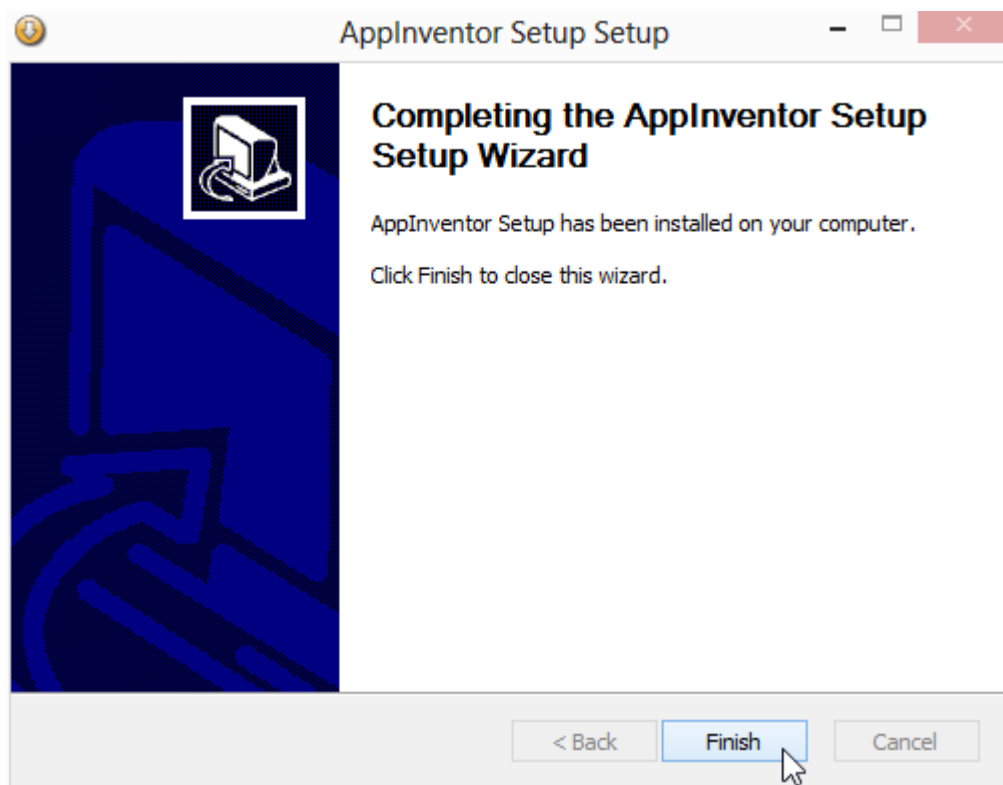 AppInventor Setup Setup
Completing the AppInventor Setup
Setup Wizard
AppInventor Setup has been installed on your computer.
Click Finish to close this wizard.
< Back
Finish
Cancel